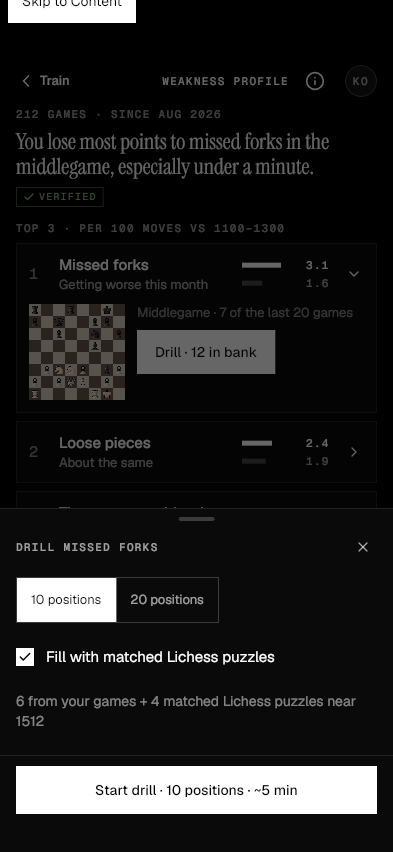 Skip to Content
Train
WEAKNESS PROFILE
KO
212 GAMES · SINCE AUG 2026
You lose most points to missed forks in the
middlegame, especially under a minute.
VERIFIED
TOP 3 · PER 100 MOVES VS 1100–1300
1 Missed forks 3.1
Getting worse this month 1.6
Middlegame · 7 of the last 20 games
Drill · 12 in bank
2 Loose pieces 2.4
About the same 1.9
DRILL MISSED FORKS
10 positions 20 positions
Fill with matched Lichess puzzles
6 from your games + 4 matched Lichess puzzles near
1512
Start drill · 10 positions · ~5 min